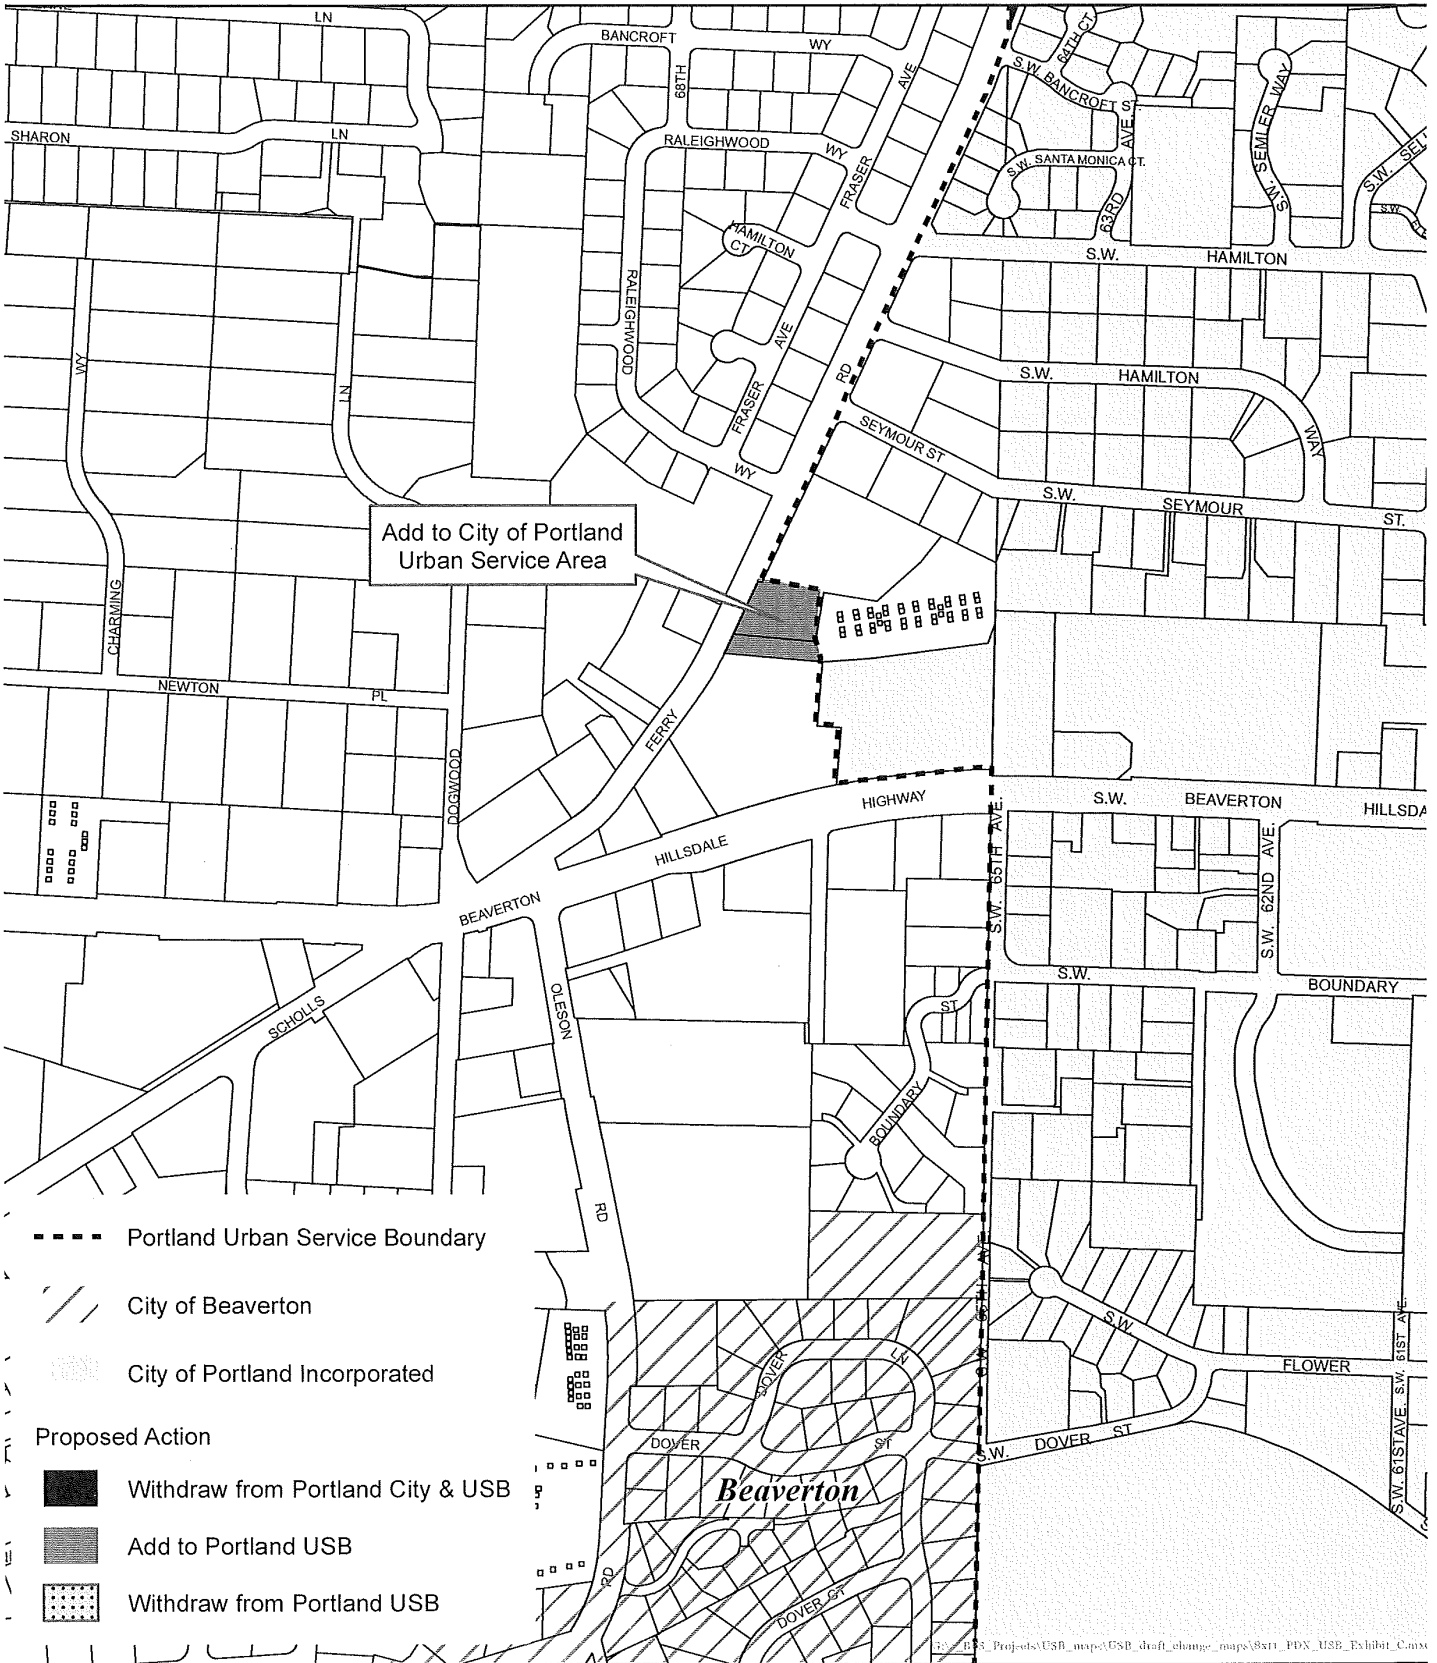 LN
BANCROFT WY
68TH
AVE
64TH CT.
S.W. BANCROFT ST.
AVE.
S.W. SEMLER WAY
SHARON LN
RALEIGHWOOD WY
FRASER
S.W. SANTA MONICA CT.
63RD
S.W.
S.W.
HAMILTON CT
S.W. HAMILTON
RALEIGHWOOD
AVE
FRASER
RD
WY
LN
S.W. HAMILTON
WAY
SEYMOUR ST
WY
S.W. SEYMOUR ST.
Add to City of Portland
Urban Service Area
CHARMING
NEWTON PL
FERRY
DOGWOOD
HIGHWAY
S.W. BEAVERTON HILLSDA
HILLSDALE
S.W. 65TH AVE.
S.W. 62ND AVE.
BEAVERTON
S.W. BOUNDARY
ST
OLESON
SCHOLLS
BOUNDARY
RD
Portland Urban Service Boundary
City of Beaverton
City of Portland Incorporated
Proposed Action
Withdraw from Portland City & USB
Add to Portland USB
Withdraw from Portland USB
S.W.
FLOWER
S.W. 61ST AVE
DOVER LN
DOVER ST
S.W. DOVER ST
S.W. 61ST AVE.
Beaverton
RD
DOVER CT